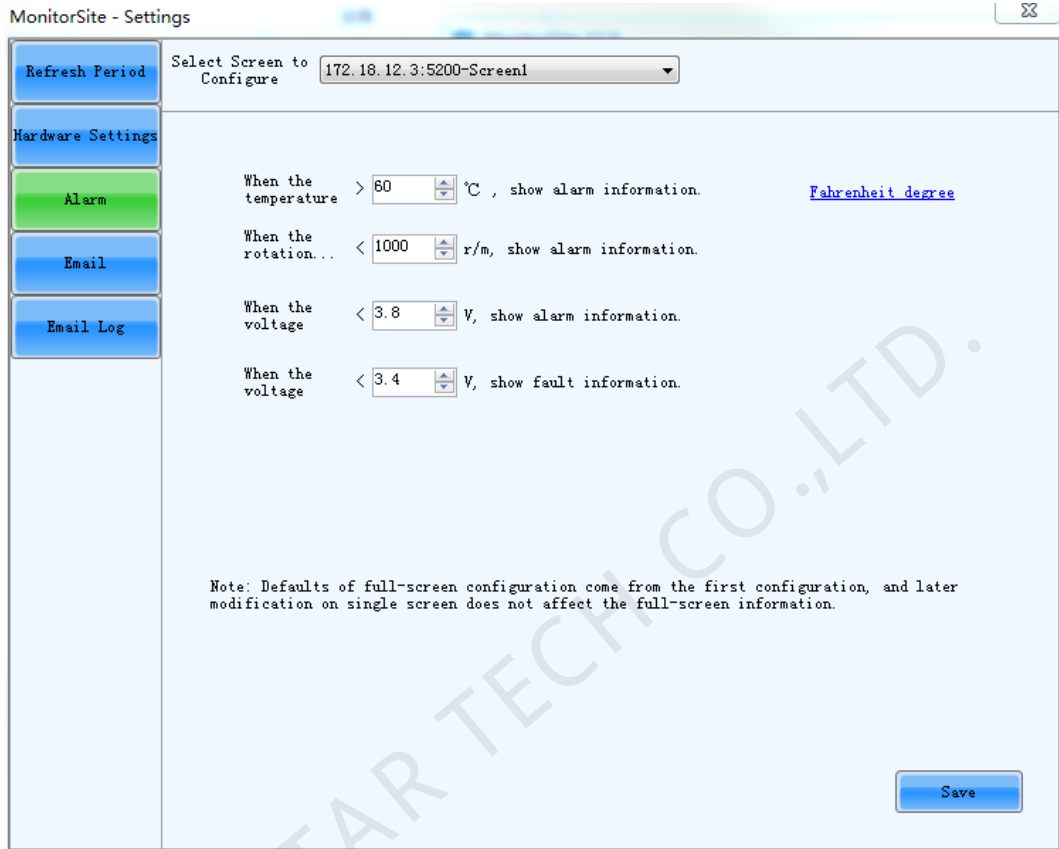 MonitorSite - Settings
Refresh Period
Hardware Settings
Alarm
Email
Email Log
Select Screen to
Configure
172.18.12.3:5200-Screen1
When the
temperature
> 60 ℃ , show alarm information.
Fahrenheit degree
When the
rotation...
< 1000 r/m, show alarm information.
When the
voltage
< 3.8 V, show alarm information.
When the
voltage
< 3.4 V, show fault information.
Note: Defaults of full-screen configuration come from the first configuration, and later
modification on single screen does not affect the full-screen information.
Save
TAR TECH CO.,LTD.